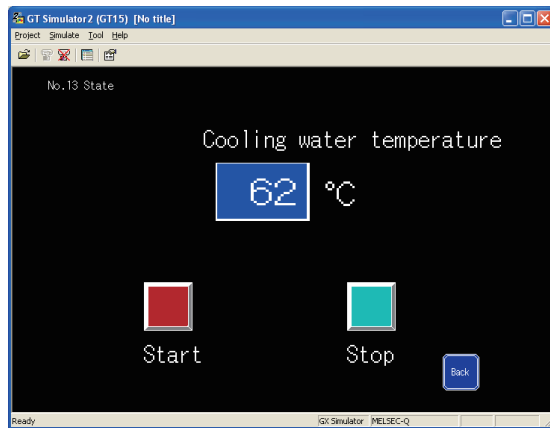 GT Simulator2 (GT15) [No title]
Project Simulate Tool Help
No.13 State
Cooling water temperature
62 °C
Start Stop
Back
Ready GX Simulator MELSEC-Q